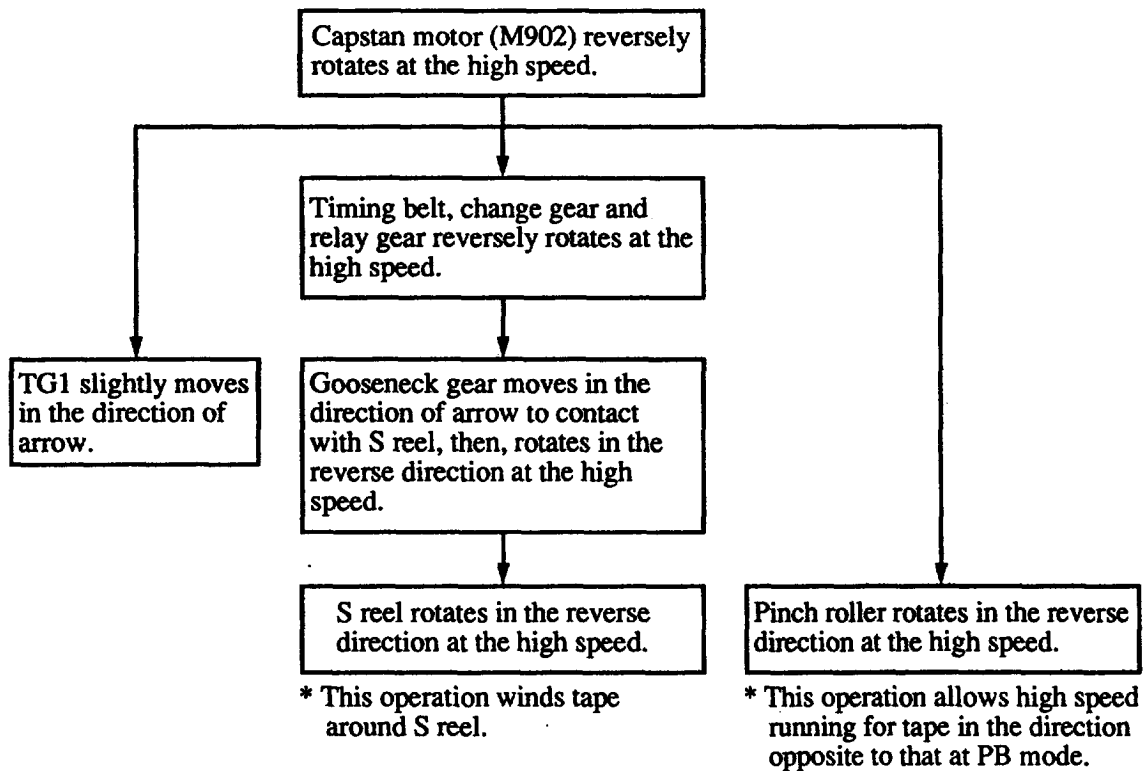 Capstan motor (M902) reversely
rotates at the high speed.
Timing belt, change gear and
relay gear reversely rotates at the
high speed.
TG1 slightly moves
in the direction of
arrow.
Gooseneck gear moves in the
direction of arrow to contact
with S reel, then, rotates in the
reverse direction at the high
speed.
S reel rotates in the reverse
direction at the high speed.
* This operation winds tape
around S reel.
Pinch roller rotates in the reverse
direction at the high speed.
* This operation allows high speed
running for tape in the direction
opposite to that at PB mode.